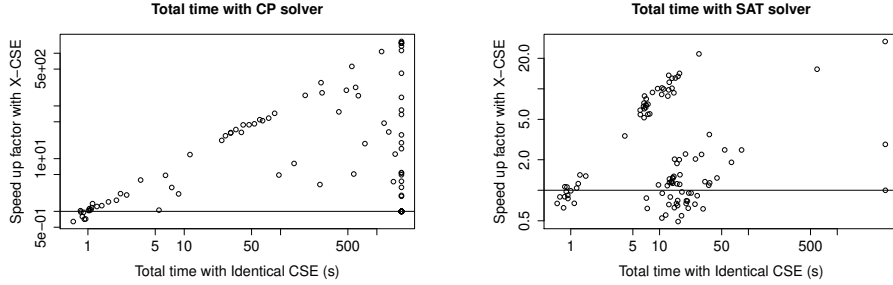 Total time with CP solver
Speed up factor with X-CSE
5e-01
1e+01
5e+02
1
5
10
50
500
Total time with Identical CSE (s)
Total time with SAT solver
Speed up factor with X-CSE
0.5
1.0
2.0
5.0
20.0
1
5
10
50
500
Total time with Identical CSE (s)